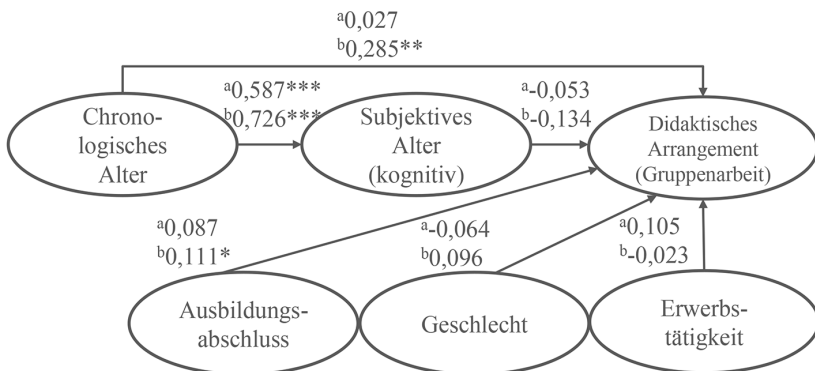 a0,027
b0,285**
a0,587***
b0,726***
a-0,053
b-0,134
Chrono-
logisches
Alter
Subjektives
Alter
(kognitiv)
Didaktisches
Arrangement
(Gruppenarbeit)
a0,087
b0,111*
a-0,064
b0,096
a0,105
b-0,023
Ausbildungs-
abschluss
Geschlecht
Erwerbs-
tätigkeit